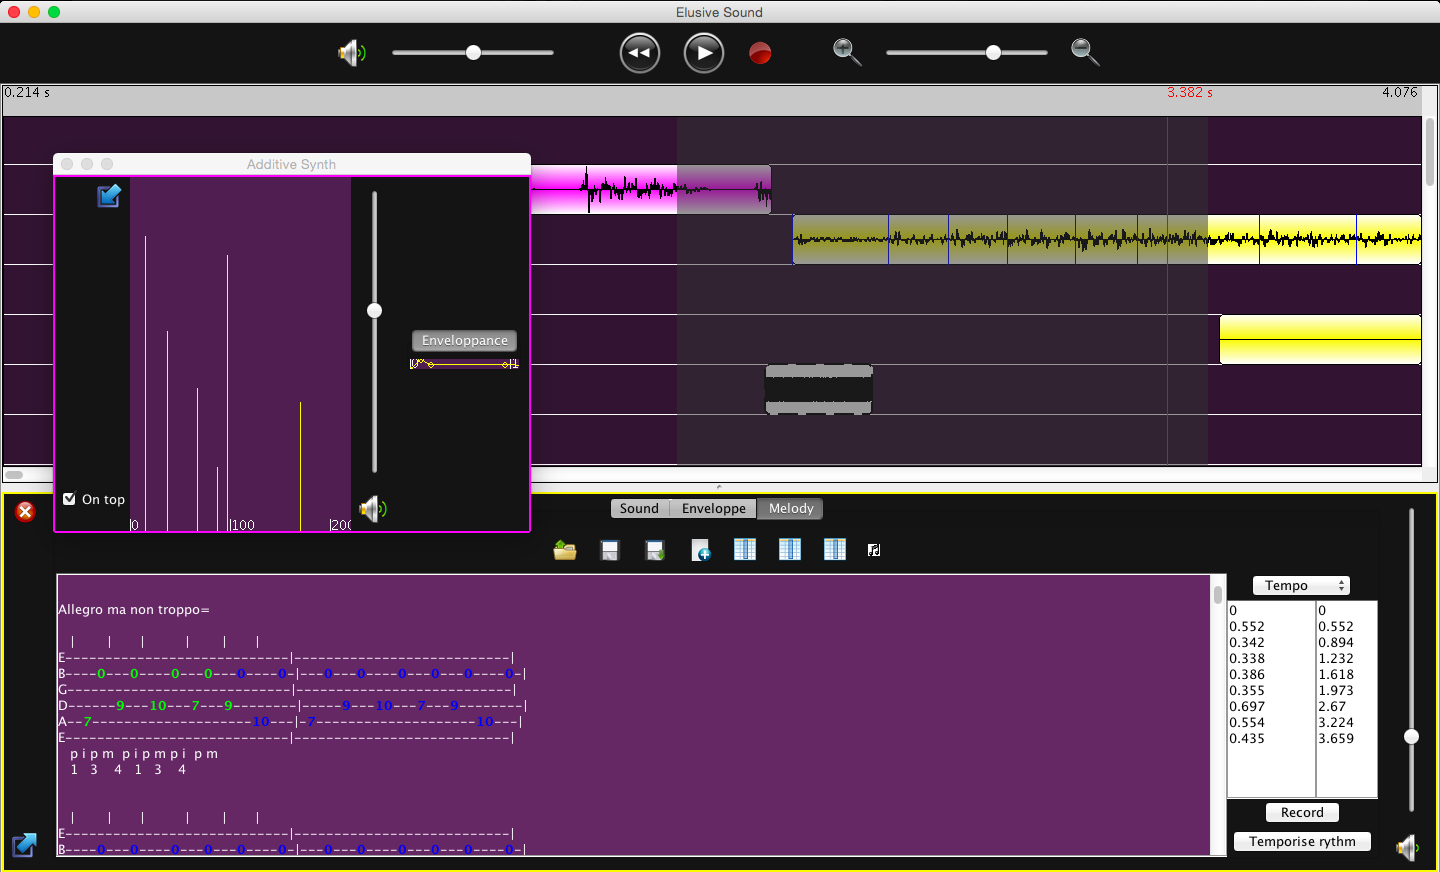 Elusive Sound
0.214 s
3.382 s
4.076
Additive Synth
Enveloppance
0 1
On top
0 100 200
Sound Enveloppe Melody
Allegro ma non troppo=
| | | | | |
E---------------------------|--------------------------|
B----0---0----0---0---0----0-|---0---0----0---0---0----0-|
G----------------------------|--------------------------|
D------9---10---7---9--------|-----9---10---7---9--------|
A--7--------------------10---|-7--------------------10---|
E---------------------------|--------------------------|
p i p m p i p m p i p m
1 3 4 1 3 4
| | | | | |
E---------------------------|--------------------------|
B----0---0----0---0---0----0-|---0---0----0---0---0----0-|
Tempo
0 0
0.552 0.552
0.342 0.894
0.338 1.232
0.386 1.618
0.355 1.973
0.697 2.67
0.554 3.224
0.435 3.659
Record
Temporise rythm